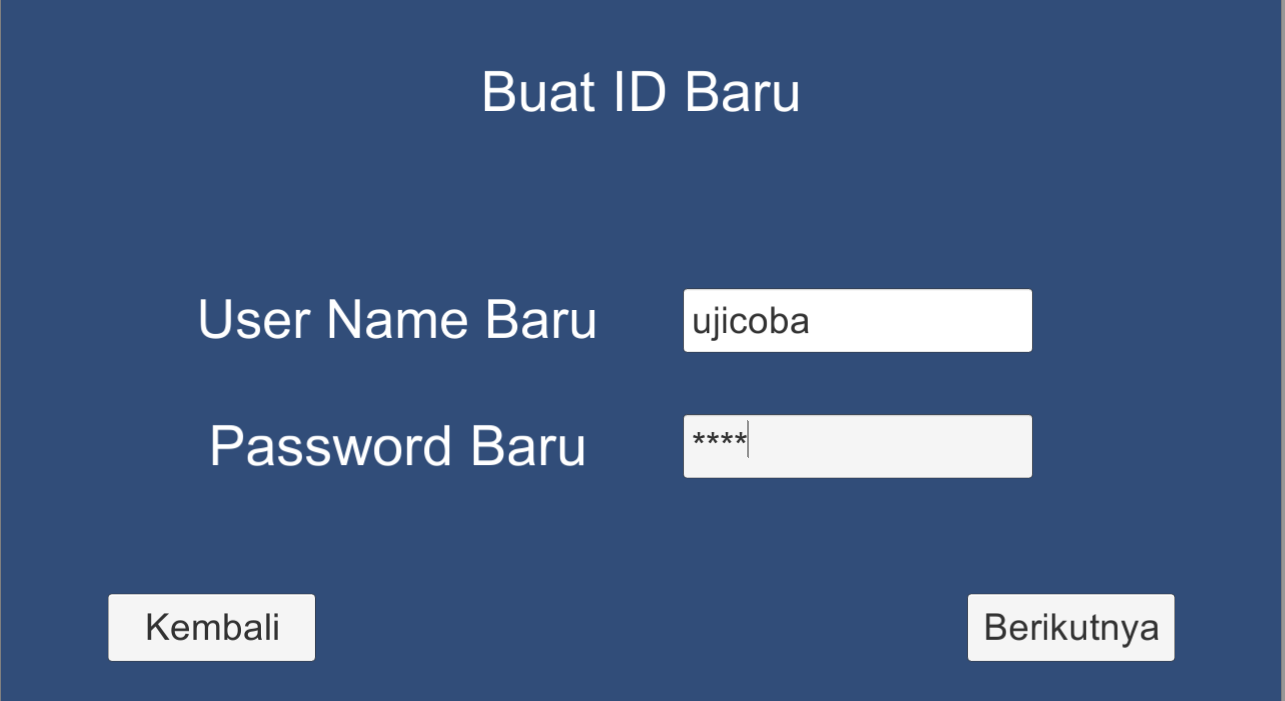 Buat ID Baru
User Name Baru
ujicoba
Password Baru
****
Kembali
Berikutnya